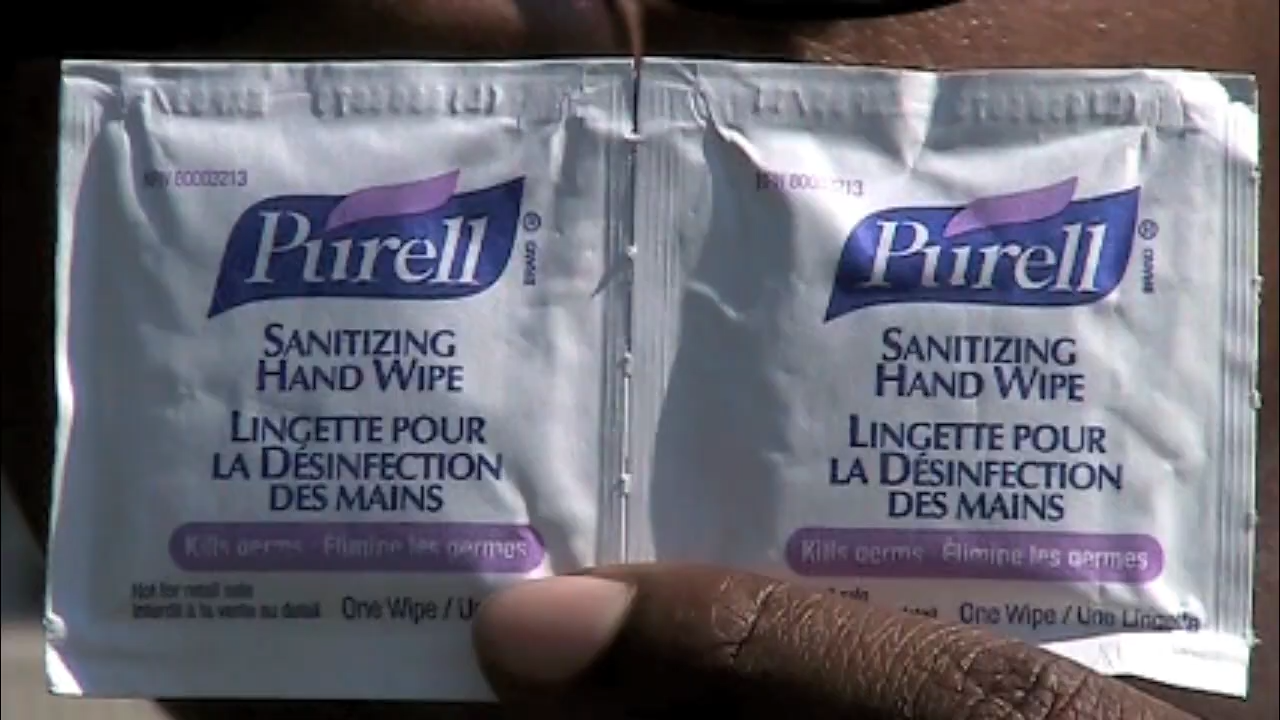 80003213
Purell
SANITIZING
HAND WIPE
LINGETTE POUR
LA DÉSINFECTION
DES MAINS
Kills germs · Élimine les germes
Not for retail sale
Interdit à la vente au détail
One Wipe /
Purell
SANITIZING
HAND WIPE
LINGETTE POUR
LA DÉSINFECTION
DES MAINS
Kills germs · Élimine les germes
One Wipe / Une Lingette